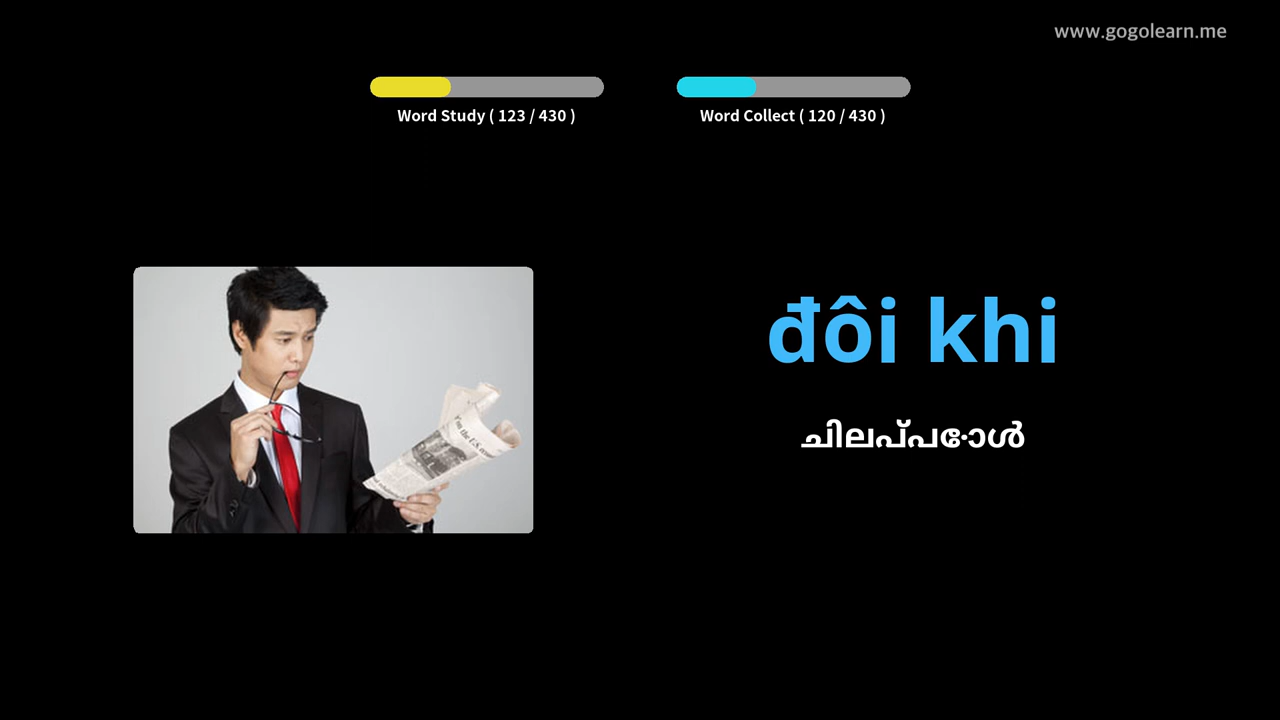 www.gogolearn.me
Word Study ( 123 / 430 )
Word Collect ( 120 / 430 )
đôi khi
ചിലപ്പോൾ